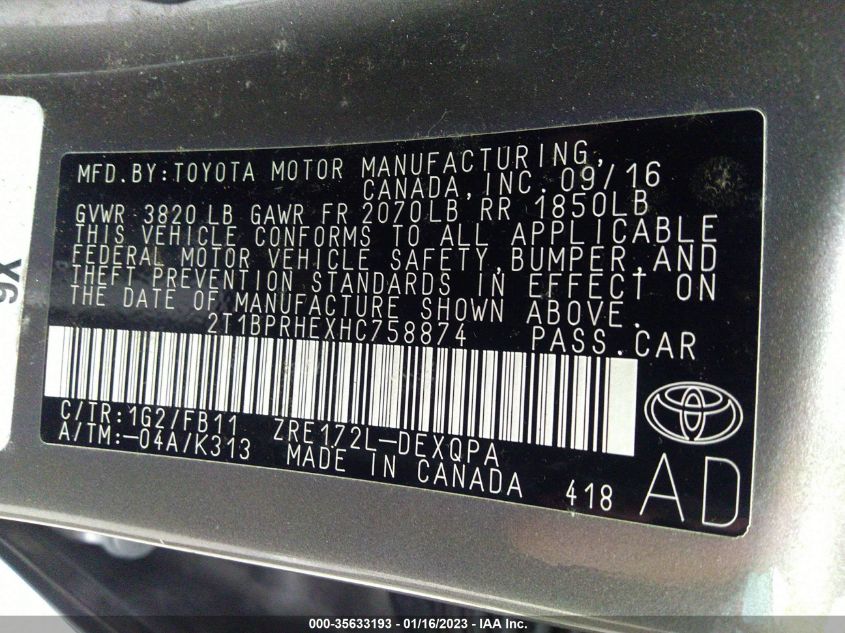 MFD.BY:TOYOTA MOTOR MANUFACTURING,
CANADA,INC. 09/16
GVWR 3820 LB GAWR FR 2070LB RR 1850LB
THIS VEHICLE CONFORMS TO ALL APPLICABLE
FEDERAL MOTOR VEHICLE SAFETY,BUMPER,AND
THEFT PREVENTION STANDARDS IN EFFECT ON
THE DATE OF MANUFACTURE SHOWN ABOVE.
2T1BPRHEXHC758874 PASS.CAR
C/TR:1G2/FB11 ZRE172L-DEXQPA
A/TM:-04A/K313 MADE IN CANADA 418 AD
000-35633193 - 01/16/2023 - IAA Inc.